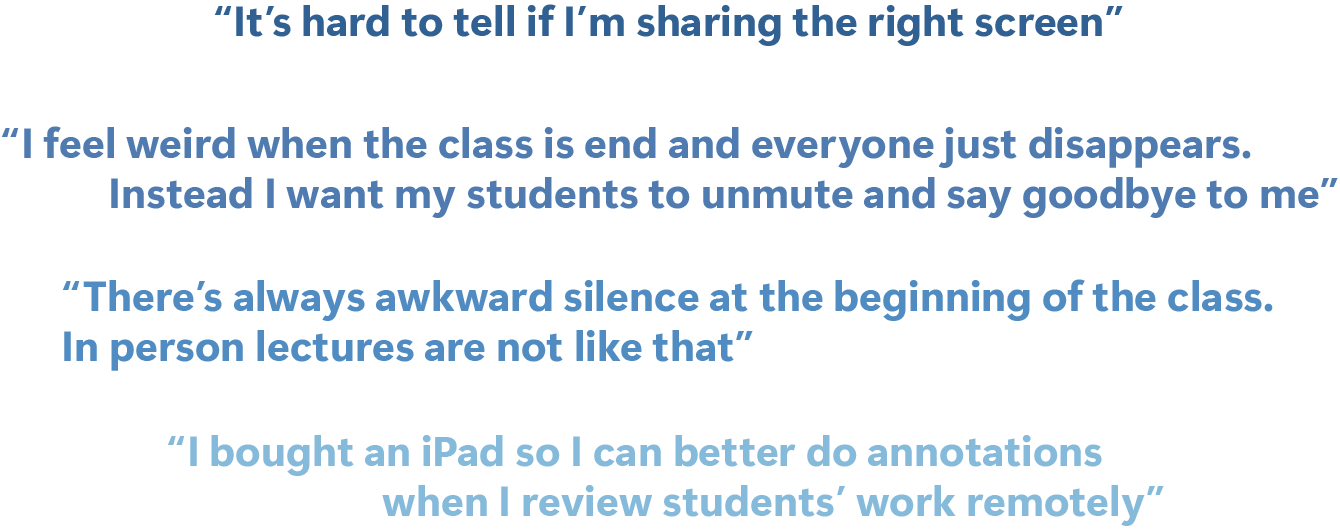 “It’s hard to tell if I’m sharing the right screen”
“I feel weird when the class is end and everyone just disappears.
Instead I want my students to unmute and say goodbye to me”
“There’s always awkward silence at the beginning of the class.
In person lectures are not like that”
“I bought an iPad so I can better do annotations
when I review students’ work remotely”